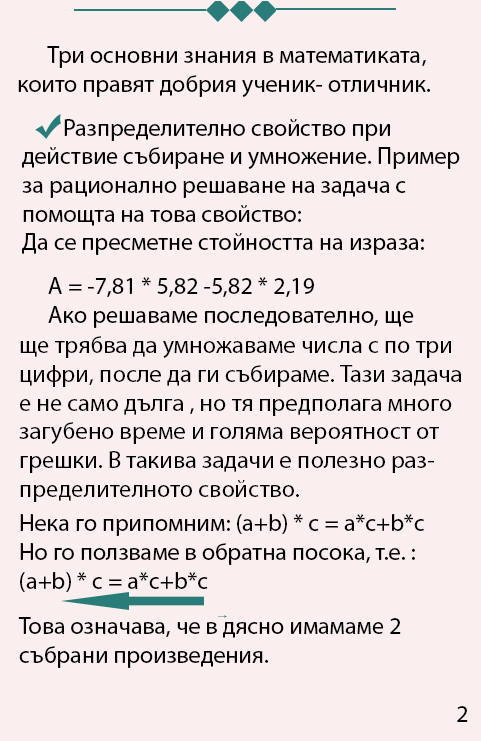 Три основни знания в математиката,
които правят добрия ученик- отличник.
Разпределително свойство при
действие събиране и умножение. Пример
за рационално решаване на задача с
помощта на това свойство:
Да се пресметне стойността на израза:
А = -7,81 * 5,82 -5,82 * 2,19
Ако решаваме последователно, ще
ще трябва да умножаваме числа с по три
цифри, после да ги събираме. Тази задача
е не само дълга , но тя предполага много
загубено време и голяма вероятност от
грешки. В такива задачи е полезно раз-
пределителното свойство.
Нека го припомним: (a+b) * c = a*c+b*c
Но го ползваме в обратна посока, т.е. :
(a+b) * c = a*c+b*c
Това означава, че в дясно имамаме 2
събрани произведения.
2